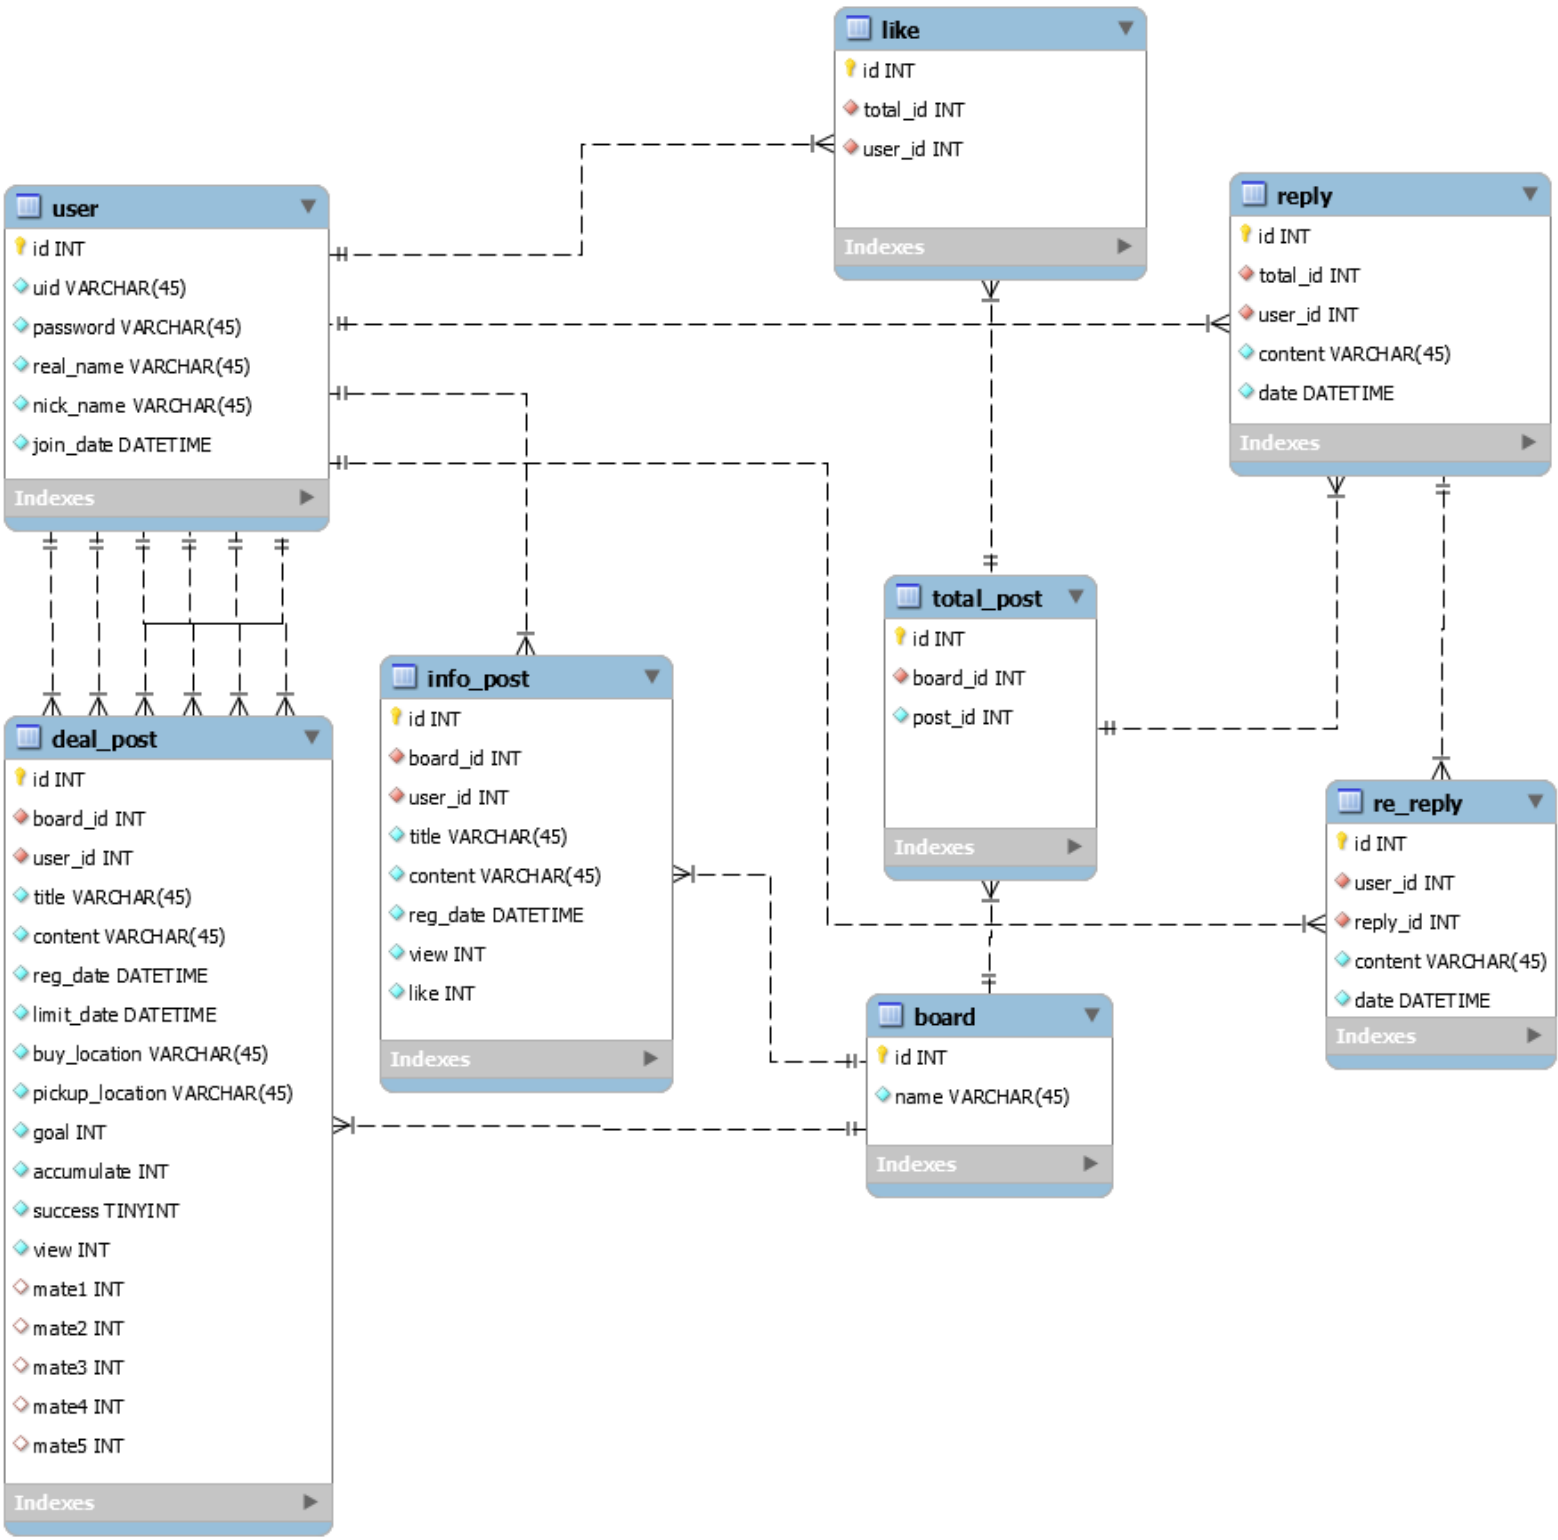 like
id INT
total_id INT
user_id INT
Indexes
user
id INT
uid VARCHAR(45)
password VARCHAR(45)
real_name VARCHAR(45)
nick_name VARCHAR(45)
join_date DATETIME
Indexes
reply
id INT
total_id INT
user_id INT
content VARCHAR(45)
date DATETIME
Indexes
deal_post
id INT
board_id INT
user_id INT
title VARCHAR(45)
content VARCHAR(45)
reg_date DATETIME
limit_date DATETIME
buy_location VARCHAR(45)
pickup_location VARCHAR(45)
goal INT
accumulate INT
success TINYINT
view INT
mate1 INT
mate2 INT
mate3 INT
mate4 INT
mate5 INT
Indexes
info_post
id INT
board_id INT
user_id INT
title VARCHAR(45)
content VARCHAR(45)
reg_date DATETIME
view INT
like INT
Indexes
total_post
id INT
board_id INT
post_id INT
Indexes
board
id INT
name VARCHAR(45)
Indexes
re_reply
id INT
user_id INT
reply_id INT
content VARCHAR(45)
date DATETIME
Indexes